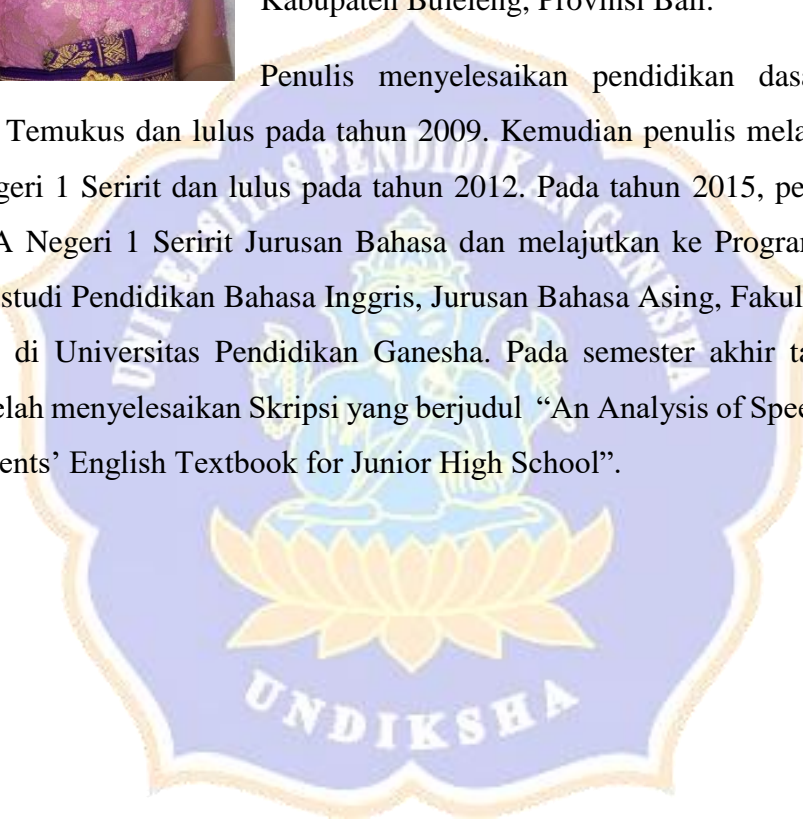 Kabupaten Buleleng, Provinsi Bali.
Penulis menyelesaikan pendidikan dasa
Temukus dan lulus pada tahun 2009. Kemudian penulis mela
geri 1 Seririt dan lulus pada tahun 2012. Pada tahun 2015, pe
A Negeri 1 Seririt Jurusan Bahasa dan melajutkan ke Progran
studi Pendidikan Bahasa Inggris, Jurusan Bahasa Asing, Fakul
di Universitas Pendidikan Ganesha. Pada semester akhir ta
elah menyelesaikan Skripsi yang berjudul “An Analysis of Spee
ents’ English Textbook for Junior High School”.
UNIVERSITAS PENDIDIKAN GANESHA
UNDIKSHA